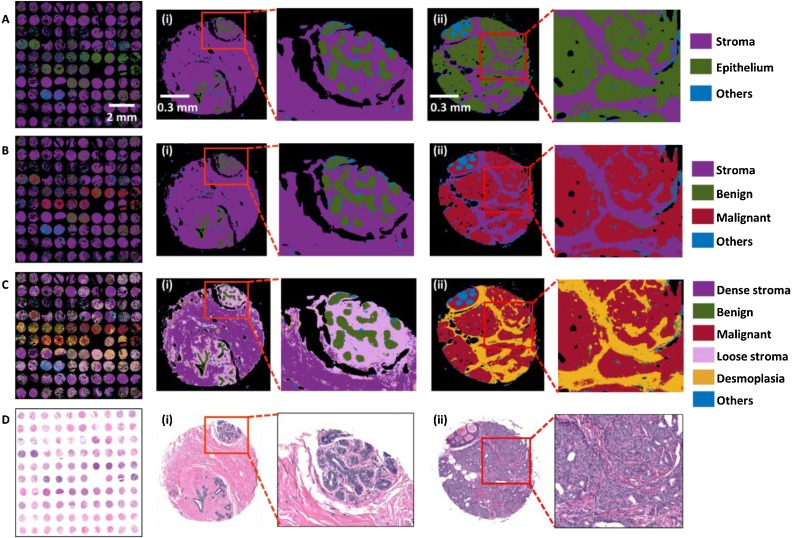 A
(i)
(ii)
2 mm
0.3 mm
0.3 mm
Stroma
Epithelium
Others
B
(i)
(ii)
Stroma
Benign
Malignant
Others
C
(i)
(ii)
Dense stroma
Benign
Malignant
Loose stroma
Desmoplasia
Others
D
(i)
(ii)